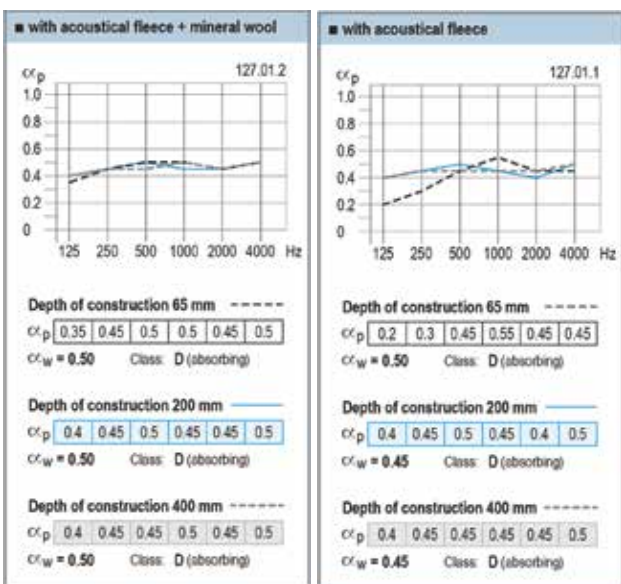 ■ with acoustical fleece + mineral wool
αp 127.01.2
1.0
0.8
0.6
0.4
0.2
0
125 250 500 1000 2000 4000 Hz
Depth of construction 65 mm
αp 0.35 0.45 0.5 0.5 0.45 0.5
αw = 0.50 Class: D (absorbing)
Depth of construction 200 mm
αp 0.4 0.45 0.5 0.45 0.45 0.5
αw = 0.50 Class: D (absorbing)
Depth of construction 400 mm
αp 0.4 0.45 0.45 0.5 0.45 0.5
αw = 0.50 Class: D (absorbing)
■ with acoustical fleece
αp 127.01.1
1.0
0.8
0.6
0.4
0.2
0
125 250 500 1000 2000 4000 Hz
Depth of construction 65 mm
αp 0.2 0.3 0.45 0.55 0.45 0.45
αw = 0.50 Class: D (absorbing)
Depth of construction 200 mm
αp 0.4 0.45 0.5 0.45 0.4 0.5
αw = 0.45 Class: D (absorbing)
Depth of construction 400 mm
αp 0.4 0.45 0.45 0.45 0.45 0.5
αw = 0.45 Class: D (absorbing)